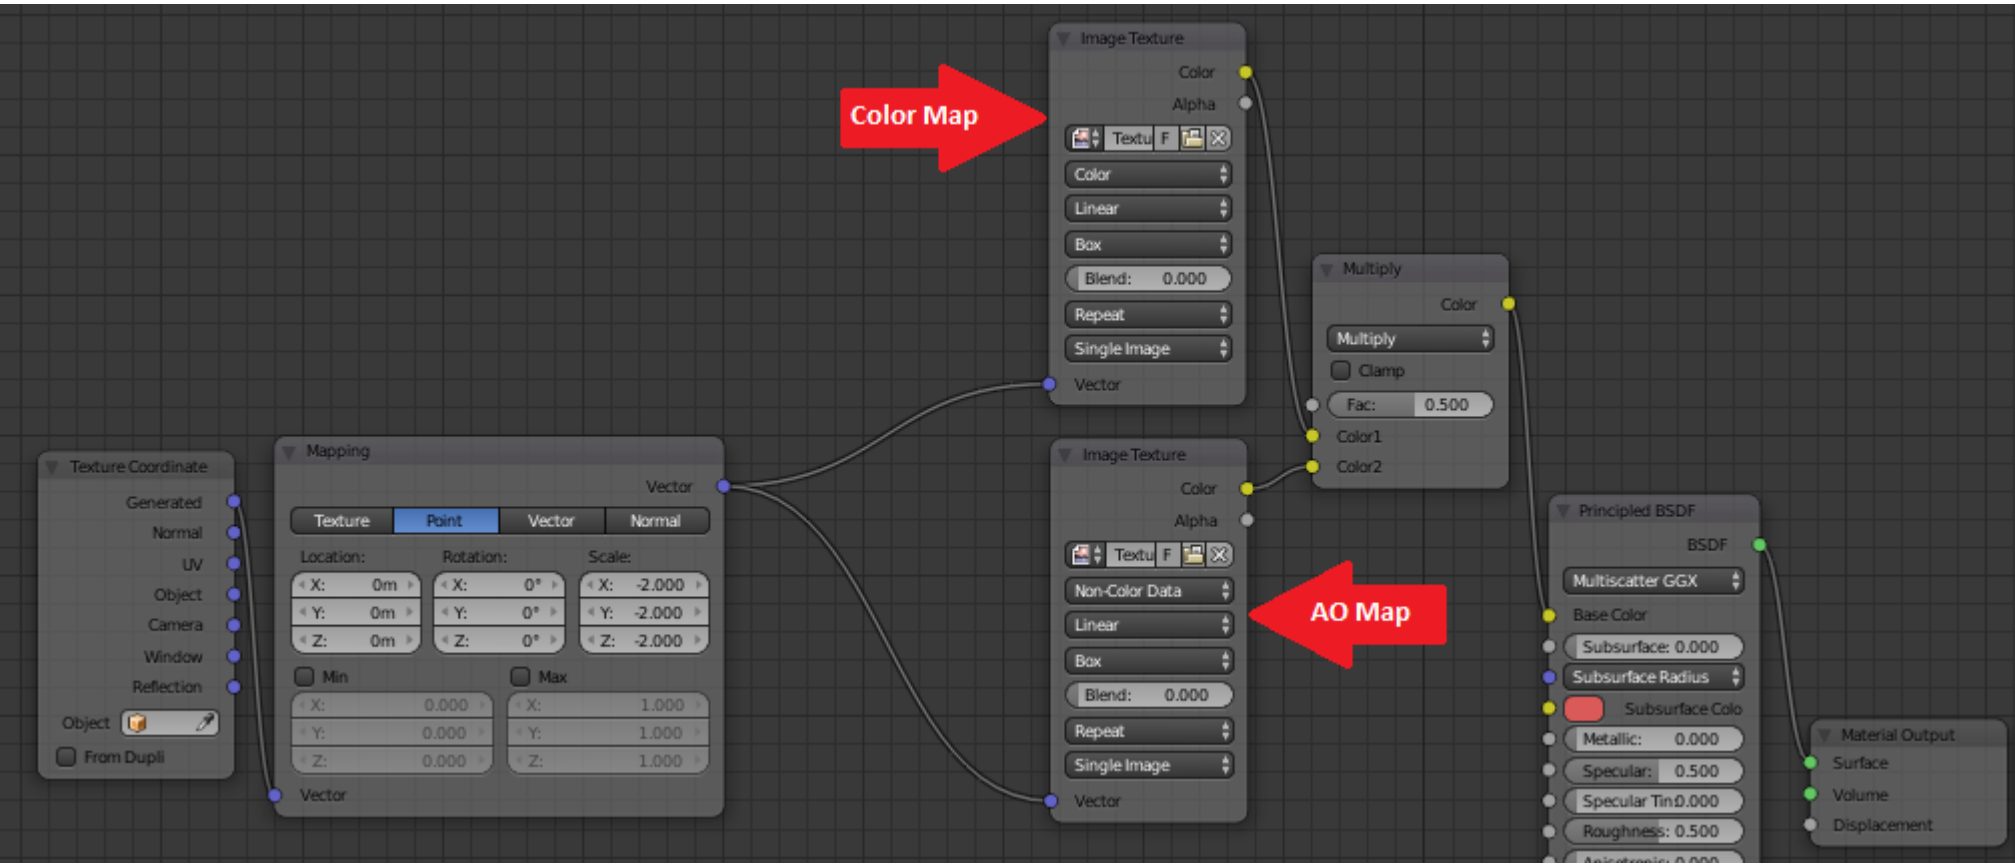 Image Texture
Color
Alpha
Textu F
Color
Linear
Box
Blend: 0.000
Repeat
Single Image
Vector
Color Map
Multiply
Color
Multiply
Clamp
Fac: 0.500
Color1
Color2
Texture Coordinate
Generated
Normal
UV
Object
Camera
Window
Reflection
Object
From Dupli
Mapping
Vector
Texture Point Vector Normal
Location: Rotation: Scale:
X: 0m X: 0° X: -2.000
Y: 0m Y: 0° Y: -2.000
Z: 0m Z: 0° Z: -2.000
Min Max
X: 0.000 X: 1.000
Y: 0.000 Y: 1.000
Z: 0.000 Z: 1.000
Vector
Image Texture
Color
Alpha
Textu F
Non-Color Data
Linear
Box
Blend: 0.000
Repeat
Single Image
Vector
AO Map
Principled BSDF
BSDF
Multiscatter GGX
Base Color
Subsurface: 0.000
Subsurface Radius
Subsurface Colo
Metallic: 0.000
Specular: 0.500
Specular Tin:0.000
Roughness: 0.500
Anisotropic: 0.000
Material Output
Surface
Volume
Displacement